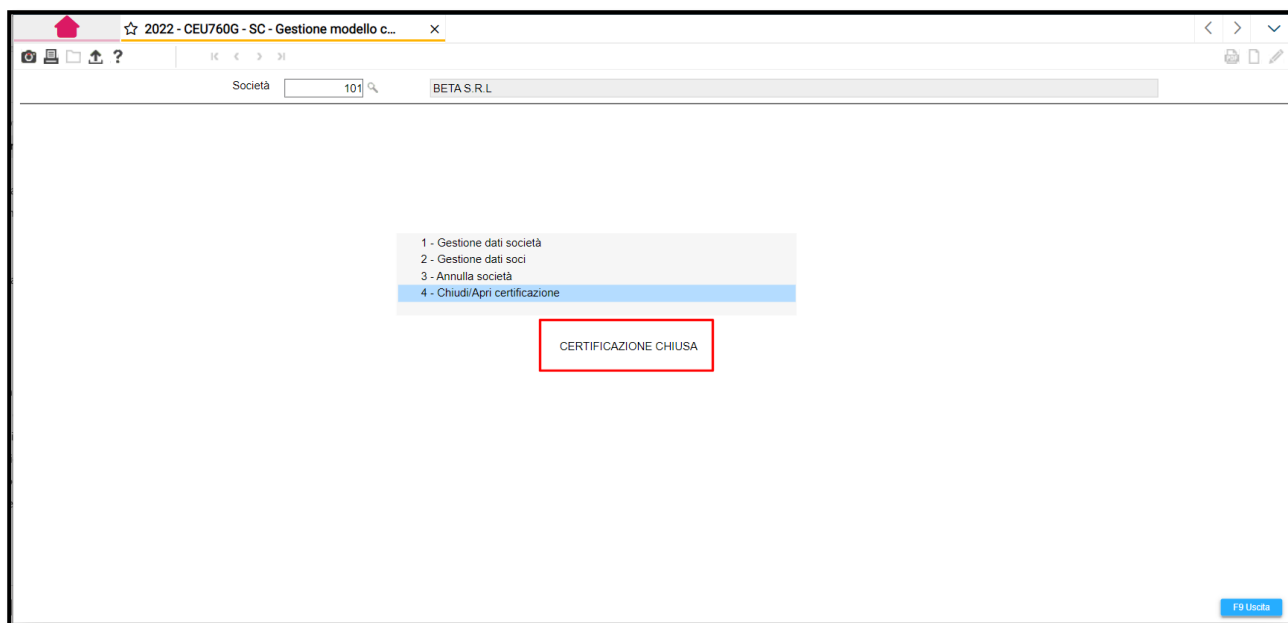 2022 - CEU760G - SC - Gestione modello c...
?
Società 101 BETA S.R.L
1 - Gestione dati società
2 - Gestione dati soci
3 - Annulla società
4 - Chiudi/Apri certificazione
CERTIFICAZIONE CHIUSA
F9 Uscita